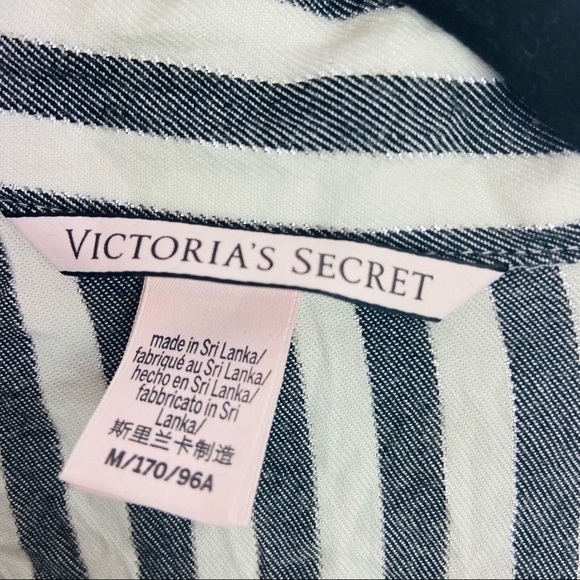 VICTORIA'S SECRET
made in Sri Lanka/
fabriqué au Sri Lanka/
hecho en Sri Lanka/
fabbricato in Sri
Lanka/
斯里兰卡制造
M/170/96A